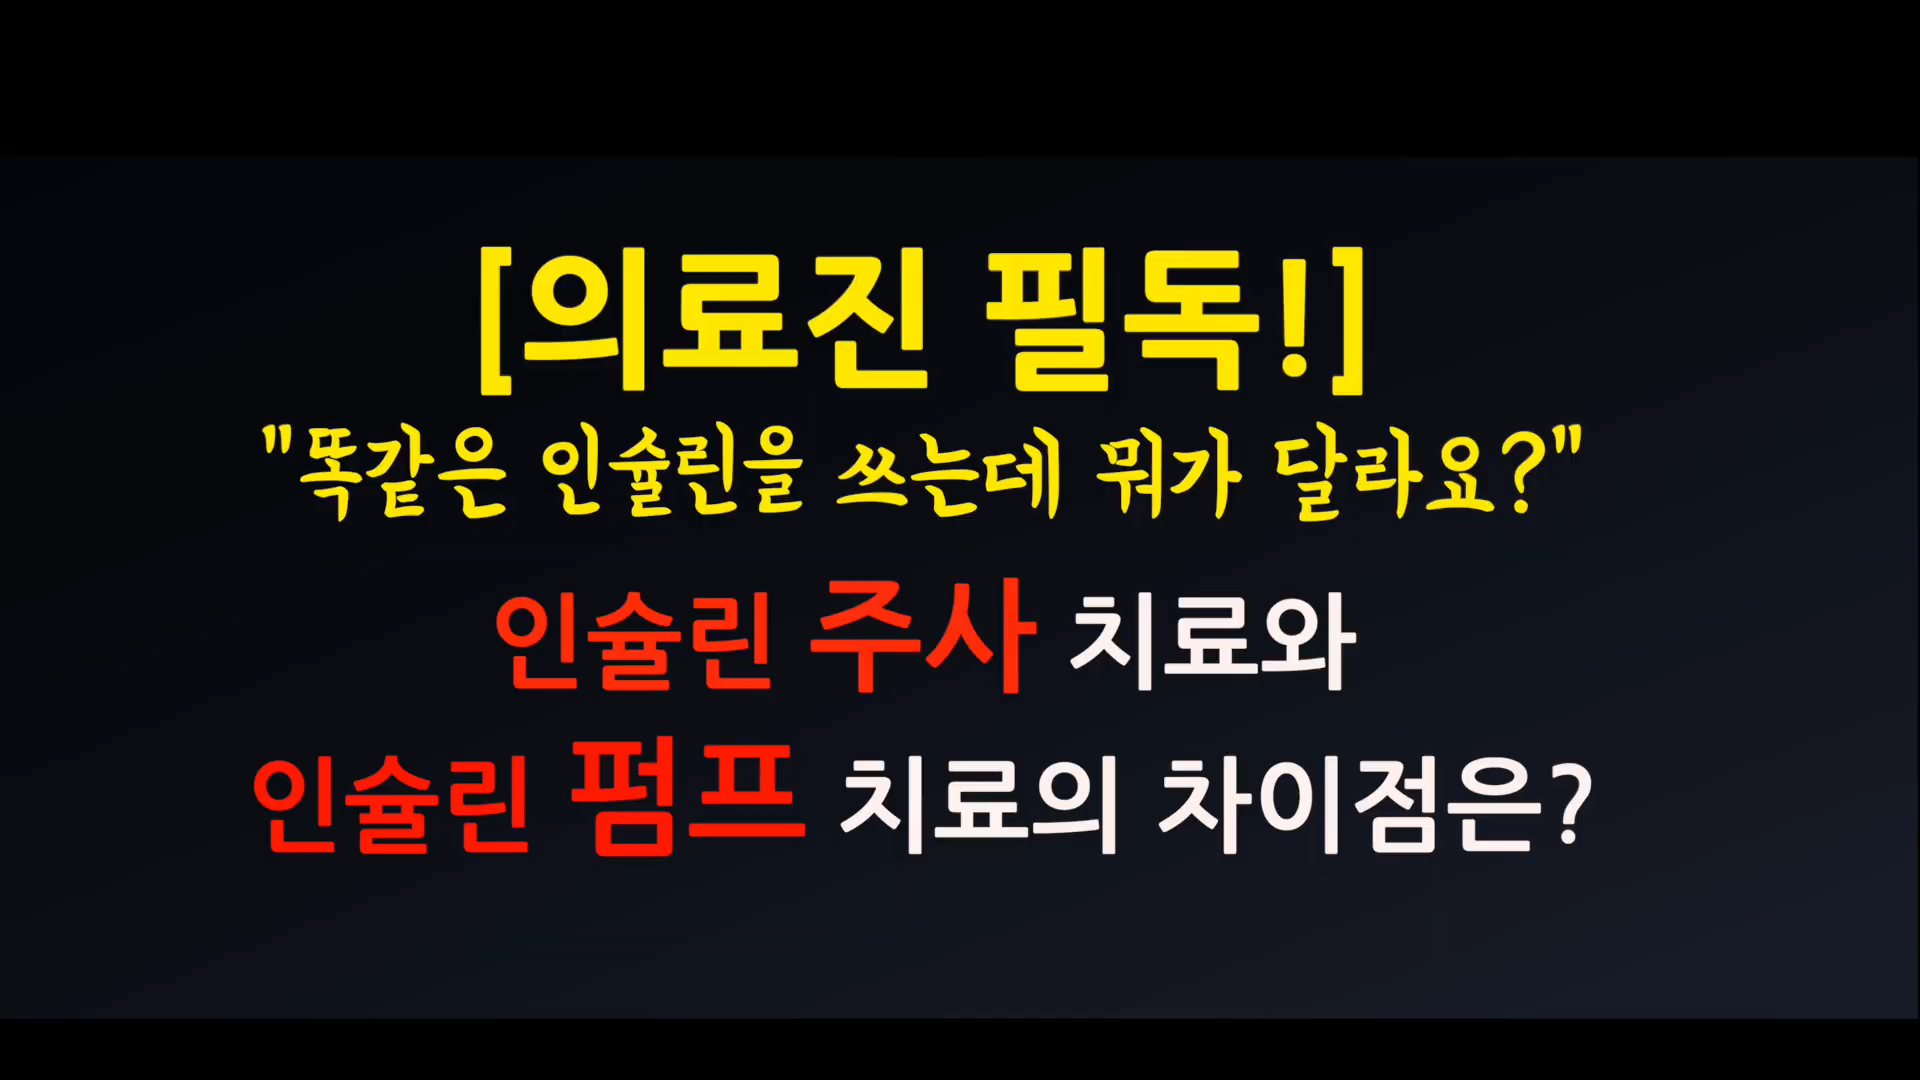 [의료진 필독!]
"똑같은 인슐린을 쓰는데 뭐가 달라요?"
인슐린 주사 치료와
인슐린 펌프 치료의 차이점은?